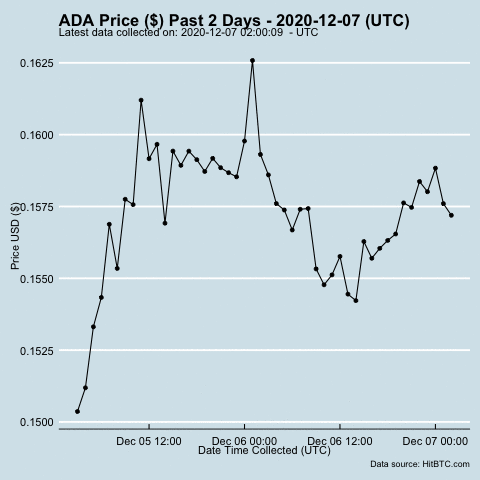 ADA Price ($) Past 2 Days - 2020-12-07 (UTC)
Latest data collected on: 2020-12-07 02:00:09 - UTC
Price USD ($)
0.1625
0.1600
0.1575
0.1550
0.1525
0.1500
Dec 05 12:00 Dec 06 00:00 Dec 06 12:00 Dec 07 00:00
Date Time Collected (UTC)
Data source: HitBTC.com